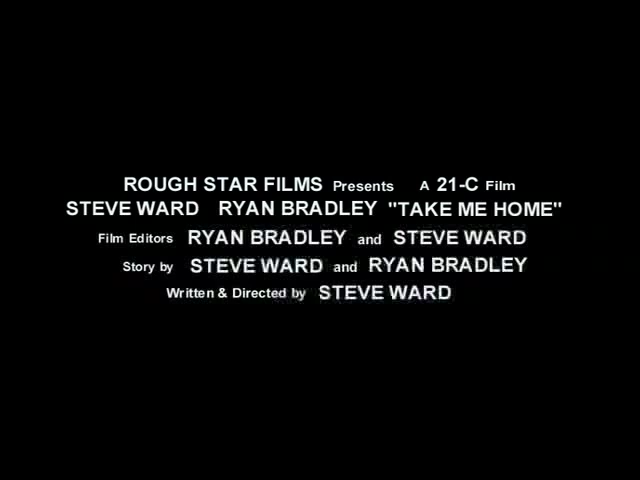 ROUGH STAR FILMS Presents A 21-C Film
STEVE WARD RYAN BRADLEY "TAKE ME HOME"
Film Editors RYAN BRADLEY and STEVE WARD
Story by STEVE WARD and RYAN BRADLEY
Written & Directed by STEVE WARD